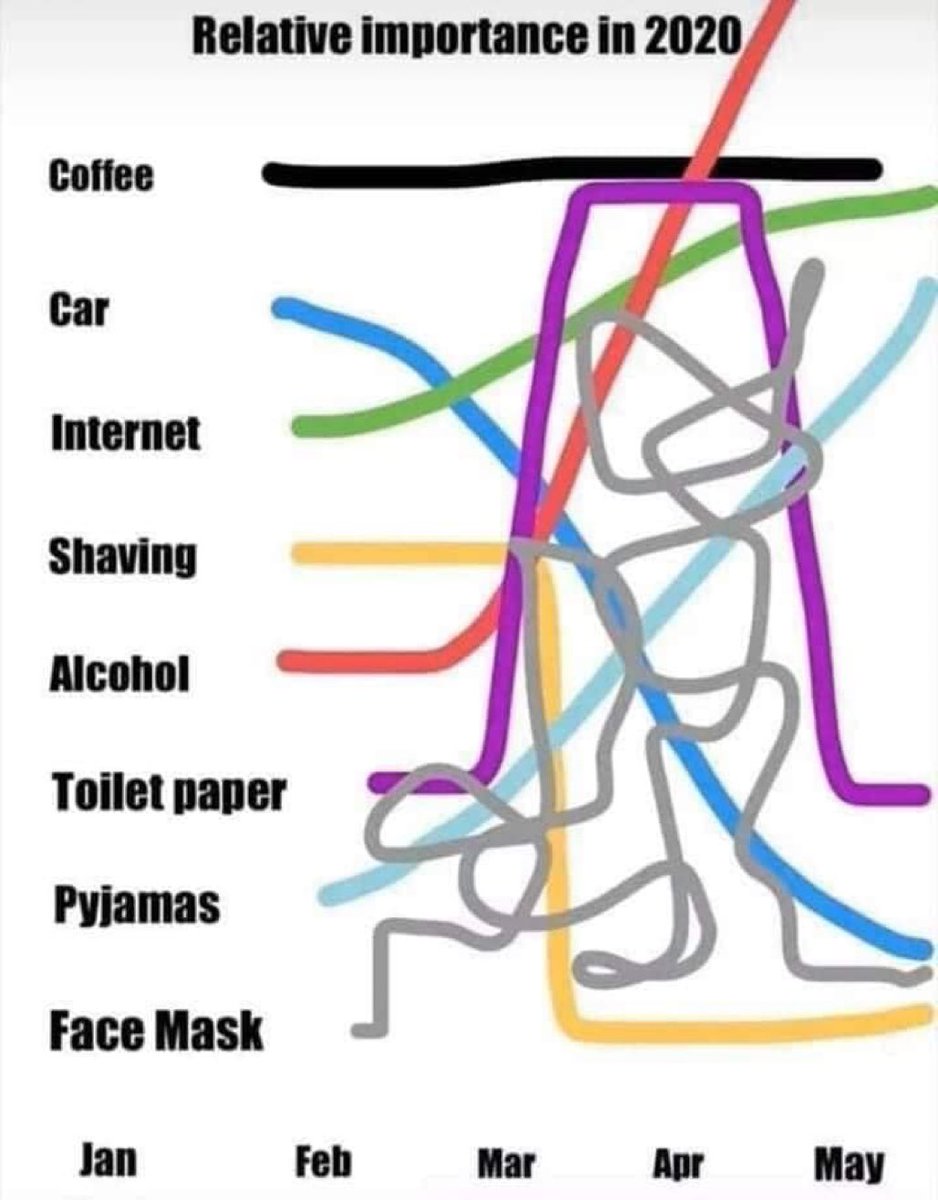 Relative importance in 2020
Coffee
Car
Internet
Shaving
Alcohol
Toilet paper
Pyjamas
Face Mask
Jan Feb Mar Apr May